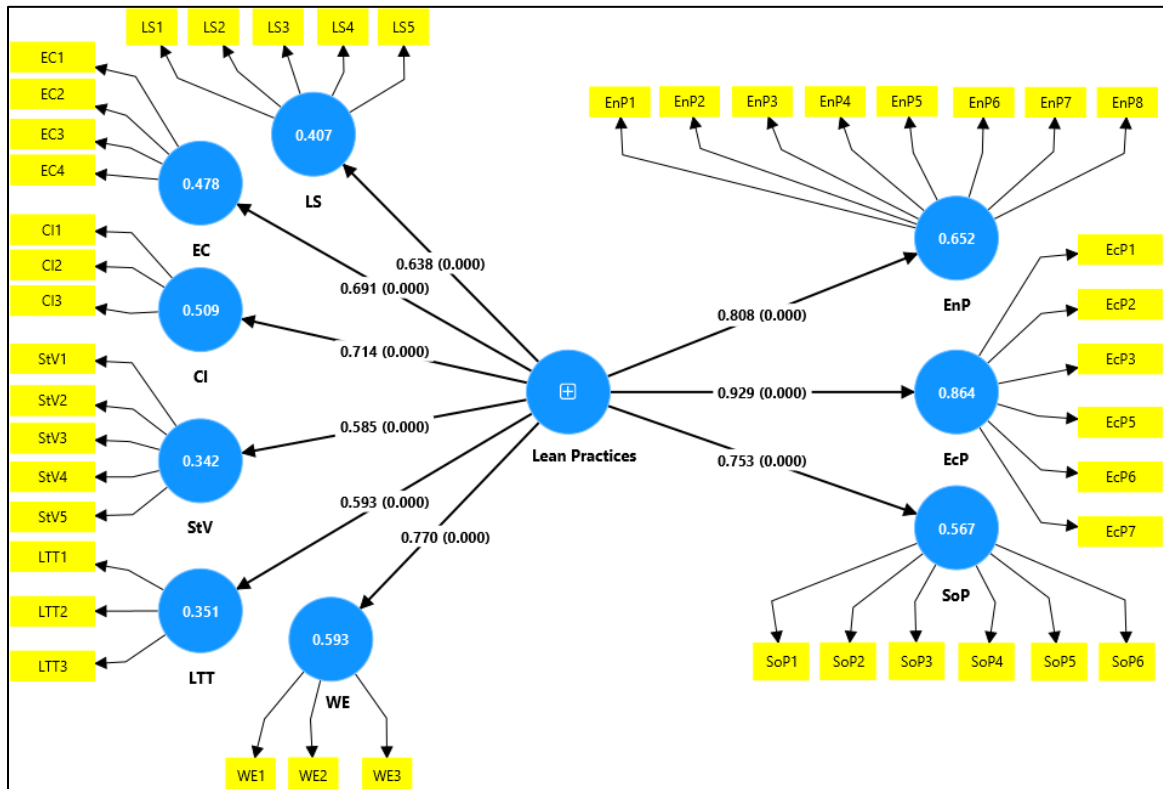 LS1 LS2 LS3 LS4 LS5
EC1
EC2
EC3
EC4
0.407
LS
0.478
EC
CI1
CI2
CI3
0.509
CI
StV1
StV2
StV3
StV4
StV5
0.342
StV
LTT1
LTT2
LTT3
0.351
LTT
0.593
WE
WE1 WE2 WE3
0.638 (0.000)
0.691 (0.000)
0.714 (0.000)
0.585 (0.000)
0.593 (0.000)
0.770 (0.000)
Lean Practices
0.808 (0.000)
0.929 (0.000)
0.753 (0.000)
EnP1 EnP2 EnP3 EnP4 EnP5 EnP6 EnP7 EnP8
0.652
EnP
EcP1
EcP2
EcP3
EcP5
EcP6
EcP7
0.864
EcP
0.567
SoP
SoP1 SoP2 SoP3 SoP4 SoP5 SoP6